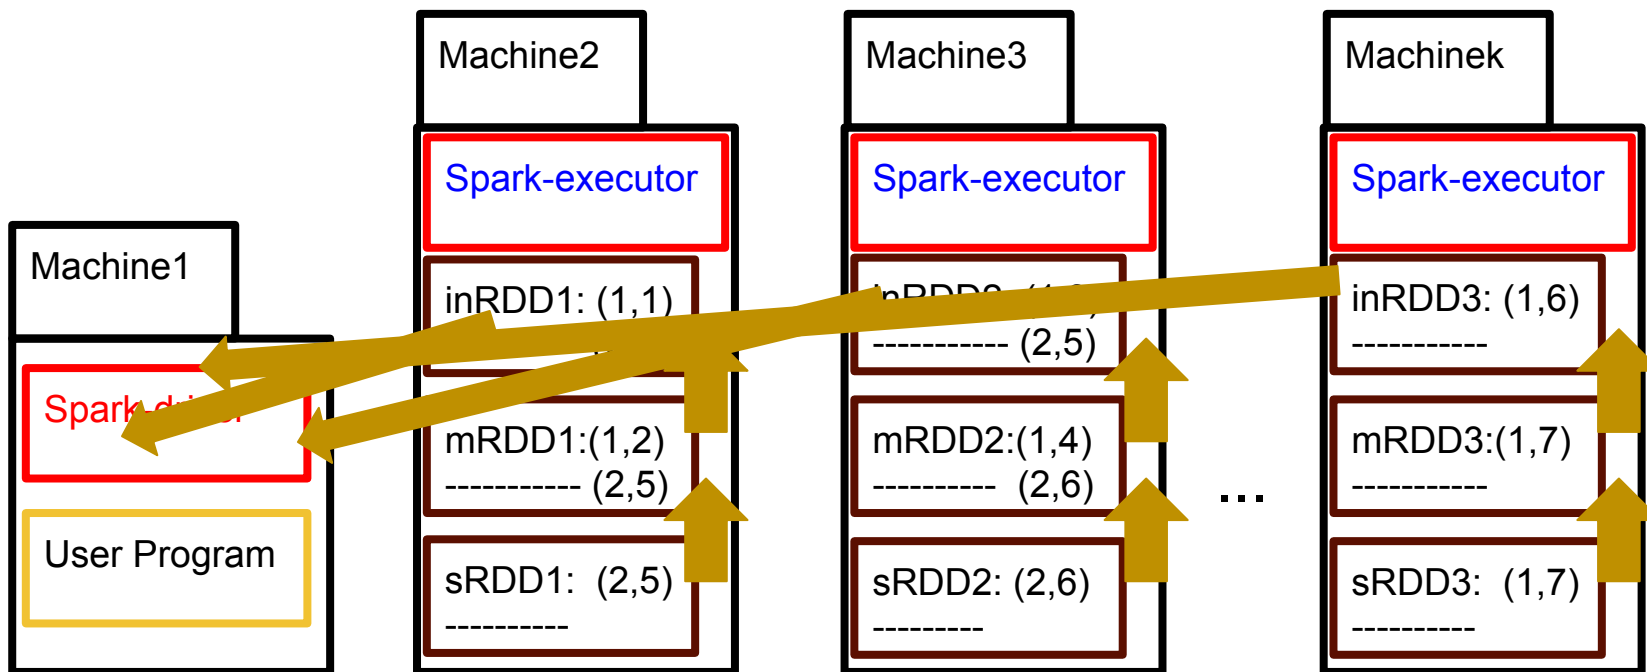 Machine1
Spark-driver
User Program
Machine2
Spark-executor
inRDD1: (1,1)
mRDD1:(1,2)
----------- (2,5)
sRDD1: (2,5)
----------
Machine3
Spark-executor
----------- (2,5)
mRDD2:(1,4)
---------- (2,6)
sRDD2: (2,6)
---------
...
Machinek
Spark-executor
inRDD3: (1,6)
-----------
mRDD3:(1,7)
-----------
sRDD3: (1,7)
----------